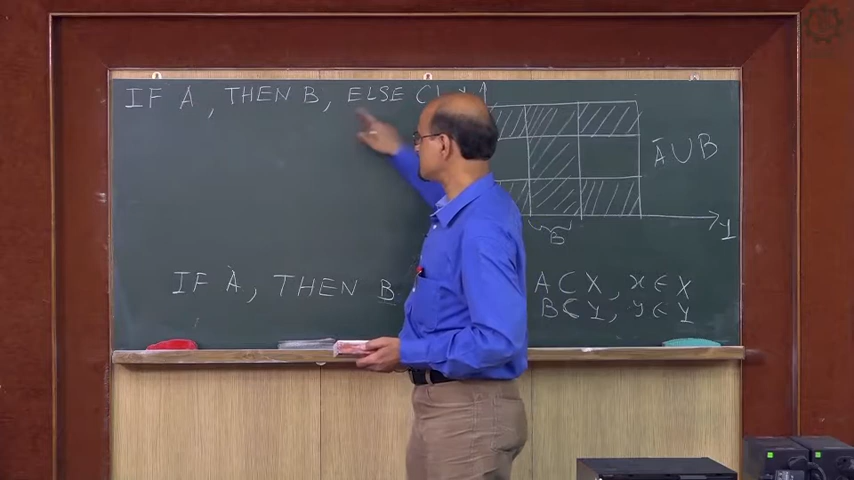 IF A, THEN B, ELSE C
Ā∪B
B
y
IF A, THEN B
A ⊂ X, x ∈ X
B ⊂ Y, y ∈ Y